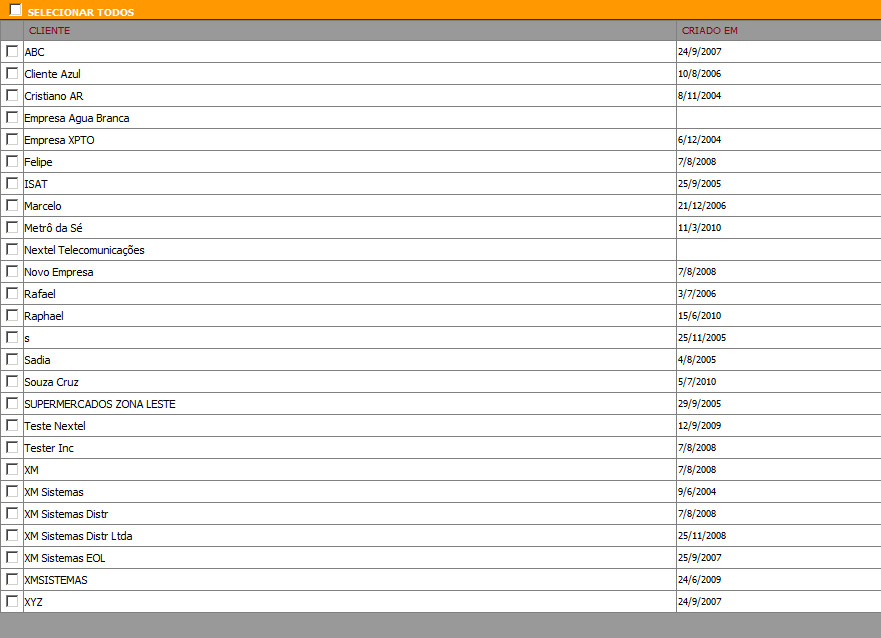 SELECIONAR TODOS
CLIENTE CRIADO EM
ABC 24/9/2007
Cliente Azul 10/8/2006
Cristiano AR 8/11/2004
Empresa Agua Branca
Empresa XPTO 6/12/2004
Felipe 7/8/2008
ISAT 25/9/2005
Marcelo 21/12/2006
Metrô da Sé 11/3/2010
Nextel Telecomunicações
Novo Empresa 7/8/2008
Rafael 3/7/2006
Raphael 15/6/2010
s 25/11/2005
Sadia 4/8/2005
Souza Cruz 5/7/2010
SUPERMERCADOS ZONA LESTE 29/9/2005
Teste Nextel 12/9/2009
Tester Inc 7/8/2008
XM 7/8/2008
XM Sistemas 9/6/2004
XM Sistemas Distr 7/8/2008
XM Sistemas Distr Ltda 25/11/2008
XM Sistemas EOL 25/9/2007
XMSISTEMAS 24/6/2009
XYZ 24/9/2007